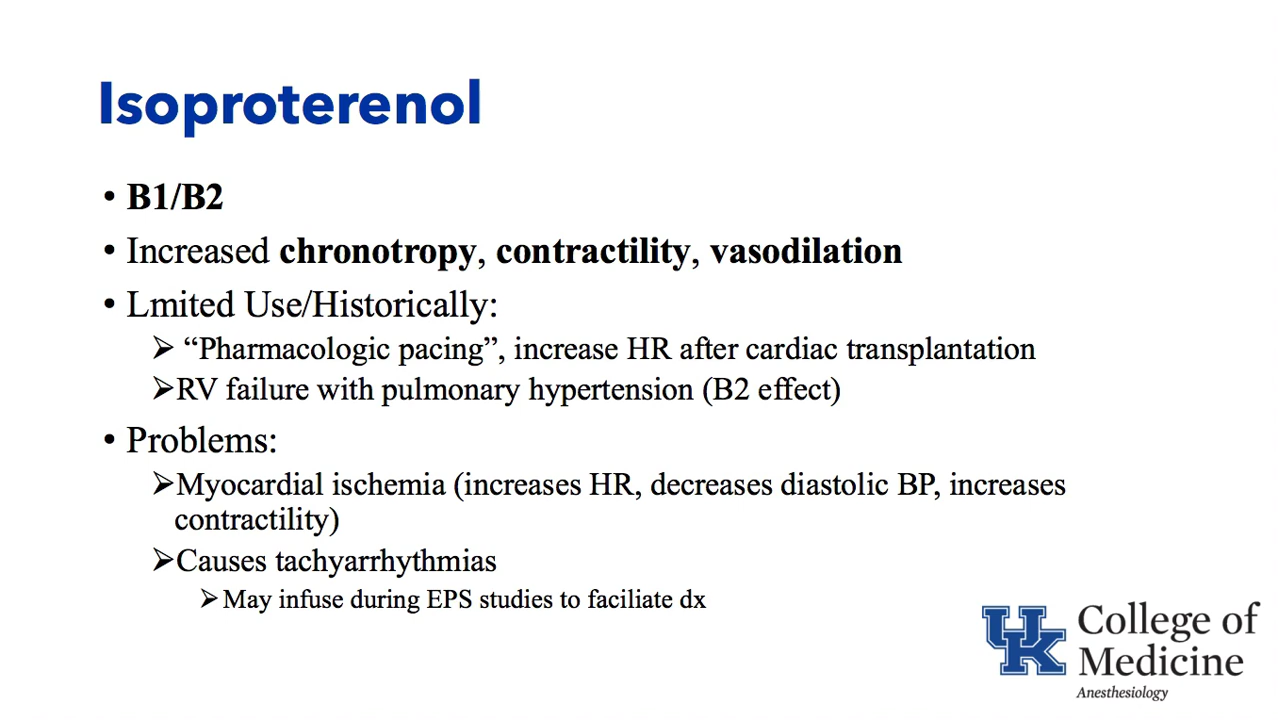 Isoproterenol
• B1/B2
• Increased chronotropy, contractility, vasodilation
• Lmited Use/Historically:
➢ “Pharmacologic pacing”, increase HR after cardiac transplantation
➢RV failure with pulmonary hypertension (B2 effect)
• Problems:
➢Myocardial ischemia (increases HR, decreases diastolic BP, increases
contractility)
➢Causes tachyarrhythmias
➢May infuse during EPS studies to faciliate dx
UK College of
Medicine
Anesthesiology